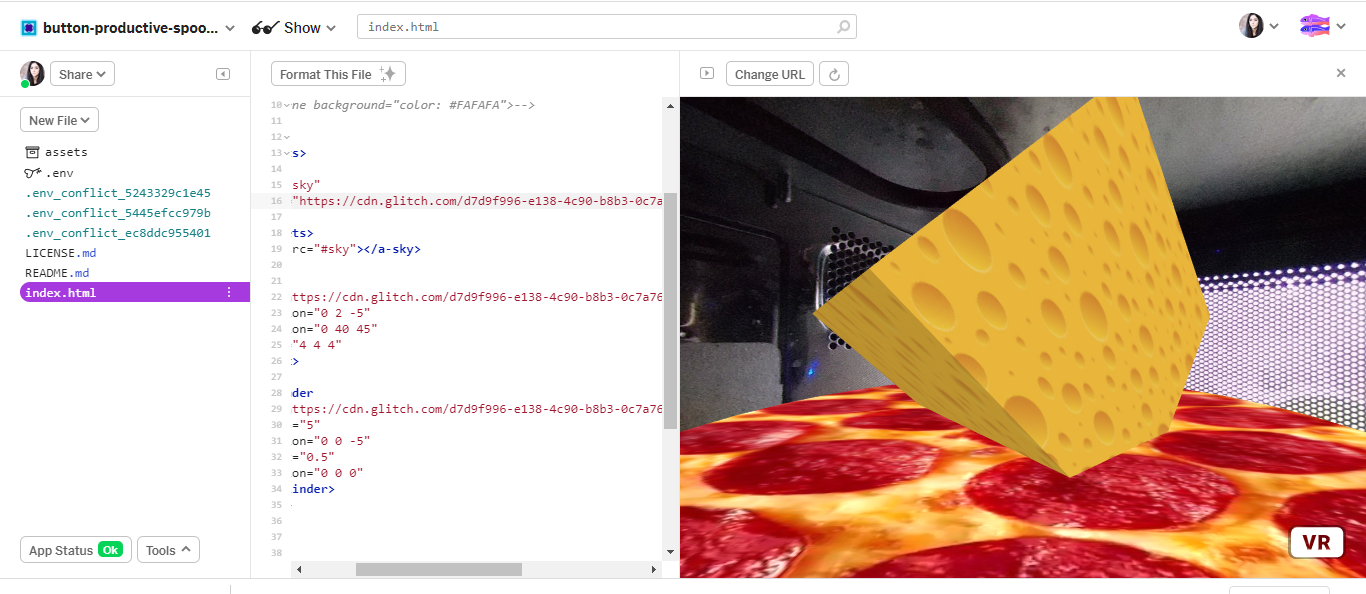 button-productive-spoo...
Show
index.html
Share
Format This File
Change URL
New File
assets
.env
.env_conflict_5243329c1e45
.env_conflict_5445efcc979b
.env_conflict_ec8ddc955401
LICENSE.md
README.md
index.html
App Status Ok
Tools
10 ne background="color: #FAFAFA">-->
11
12
13 s>
14
15 sky"
16 "https://cdn.glitch.com/d7d9f996-e138-4c90-b8b3-0c7a
17
18 ts>
19 rc="#sky"></a-sky>
20
21
22 ttps://cdn.glitch.com/d7d9f996-e138-4c90-b8b3-0c7a76
23 on="0 2 -5"
24 on="0 40 45"
25 "4 4 4"
26 >
27
28 der
29 ttps://cdn.glitch.com/d7d9f996-e138-4c90-b8b3-0c7a76
30 ="5"
31 on="0 0 -5"
32 ="0.5"
33 on="0 0 0"
34 inder>
35
36
37
38
VR